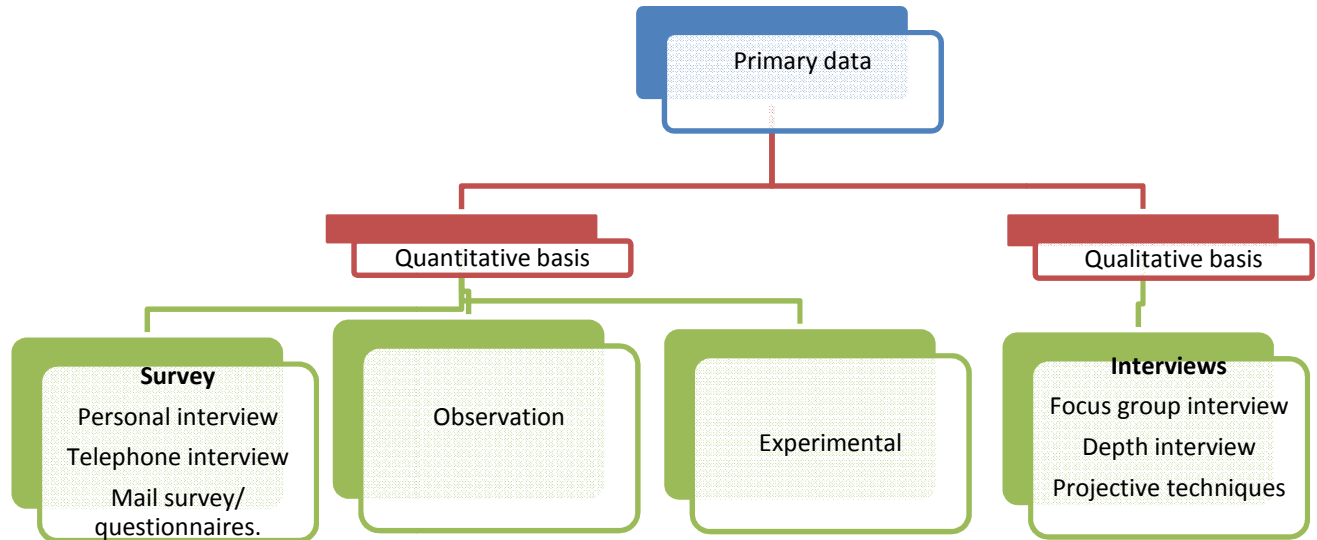 Primary data
Quantitative basis
Qualitative basis
Survey
Personal interview
Telephone interview
Mail survey/
questionnaires.
Observation
Experimental
Interviews
Focus group interview
Depth interview
Projective techniques